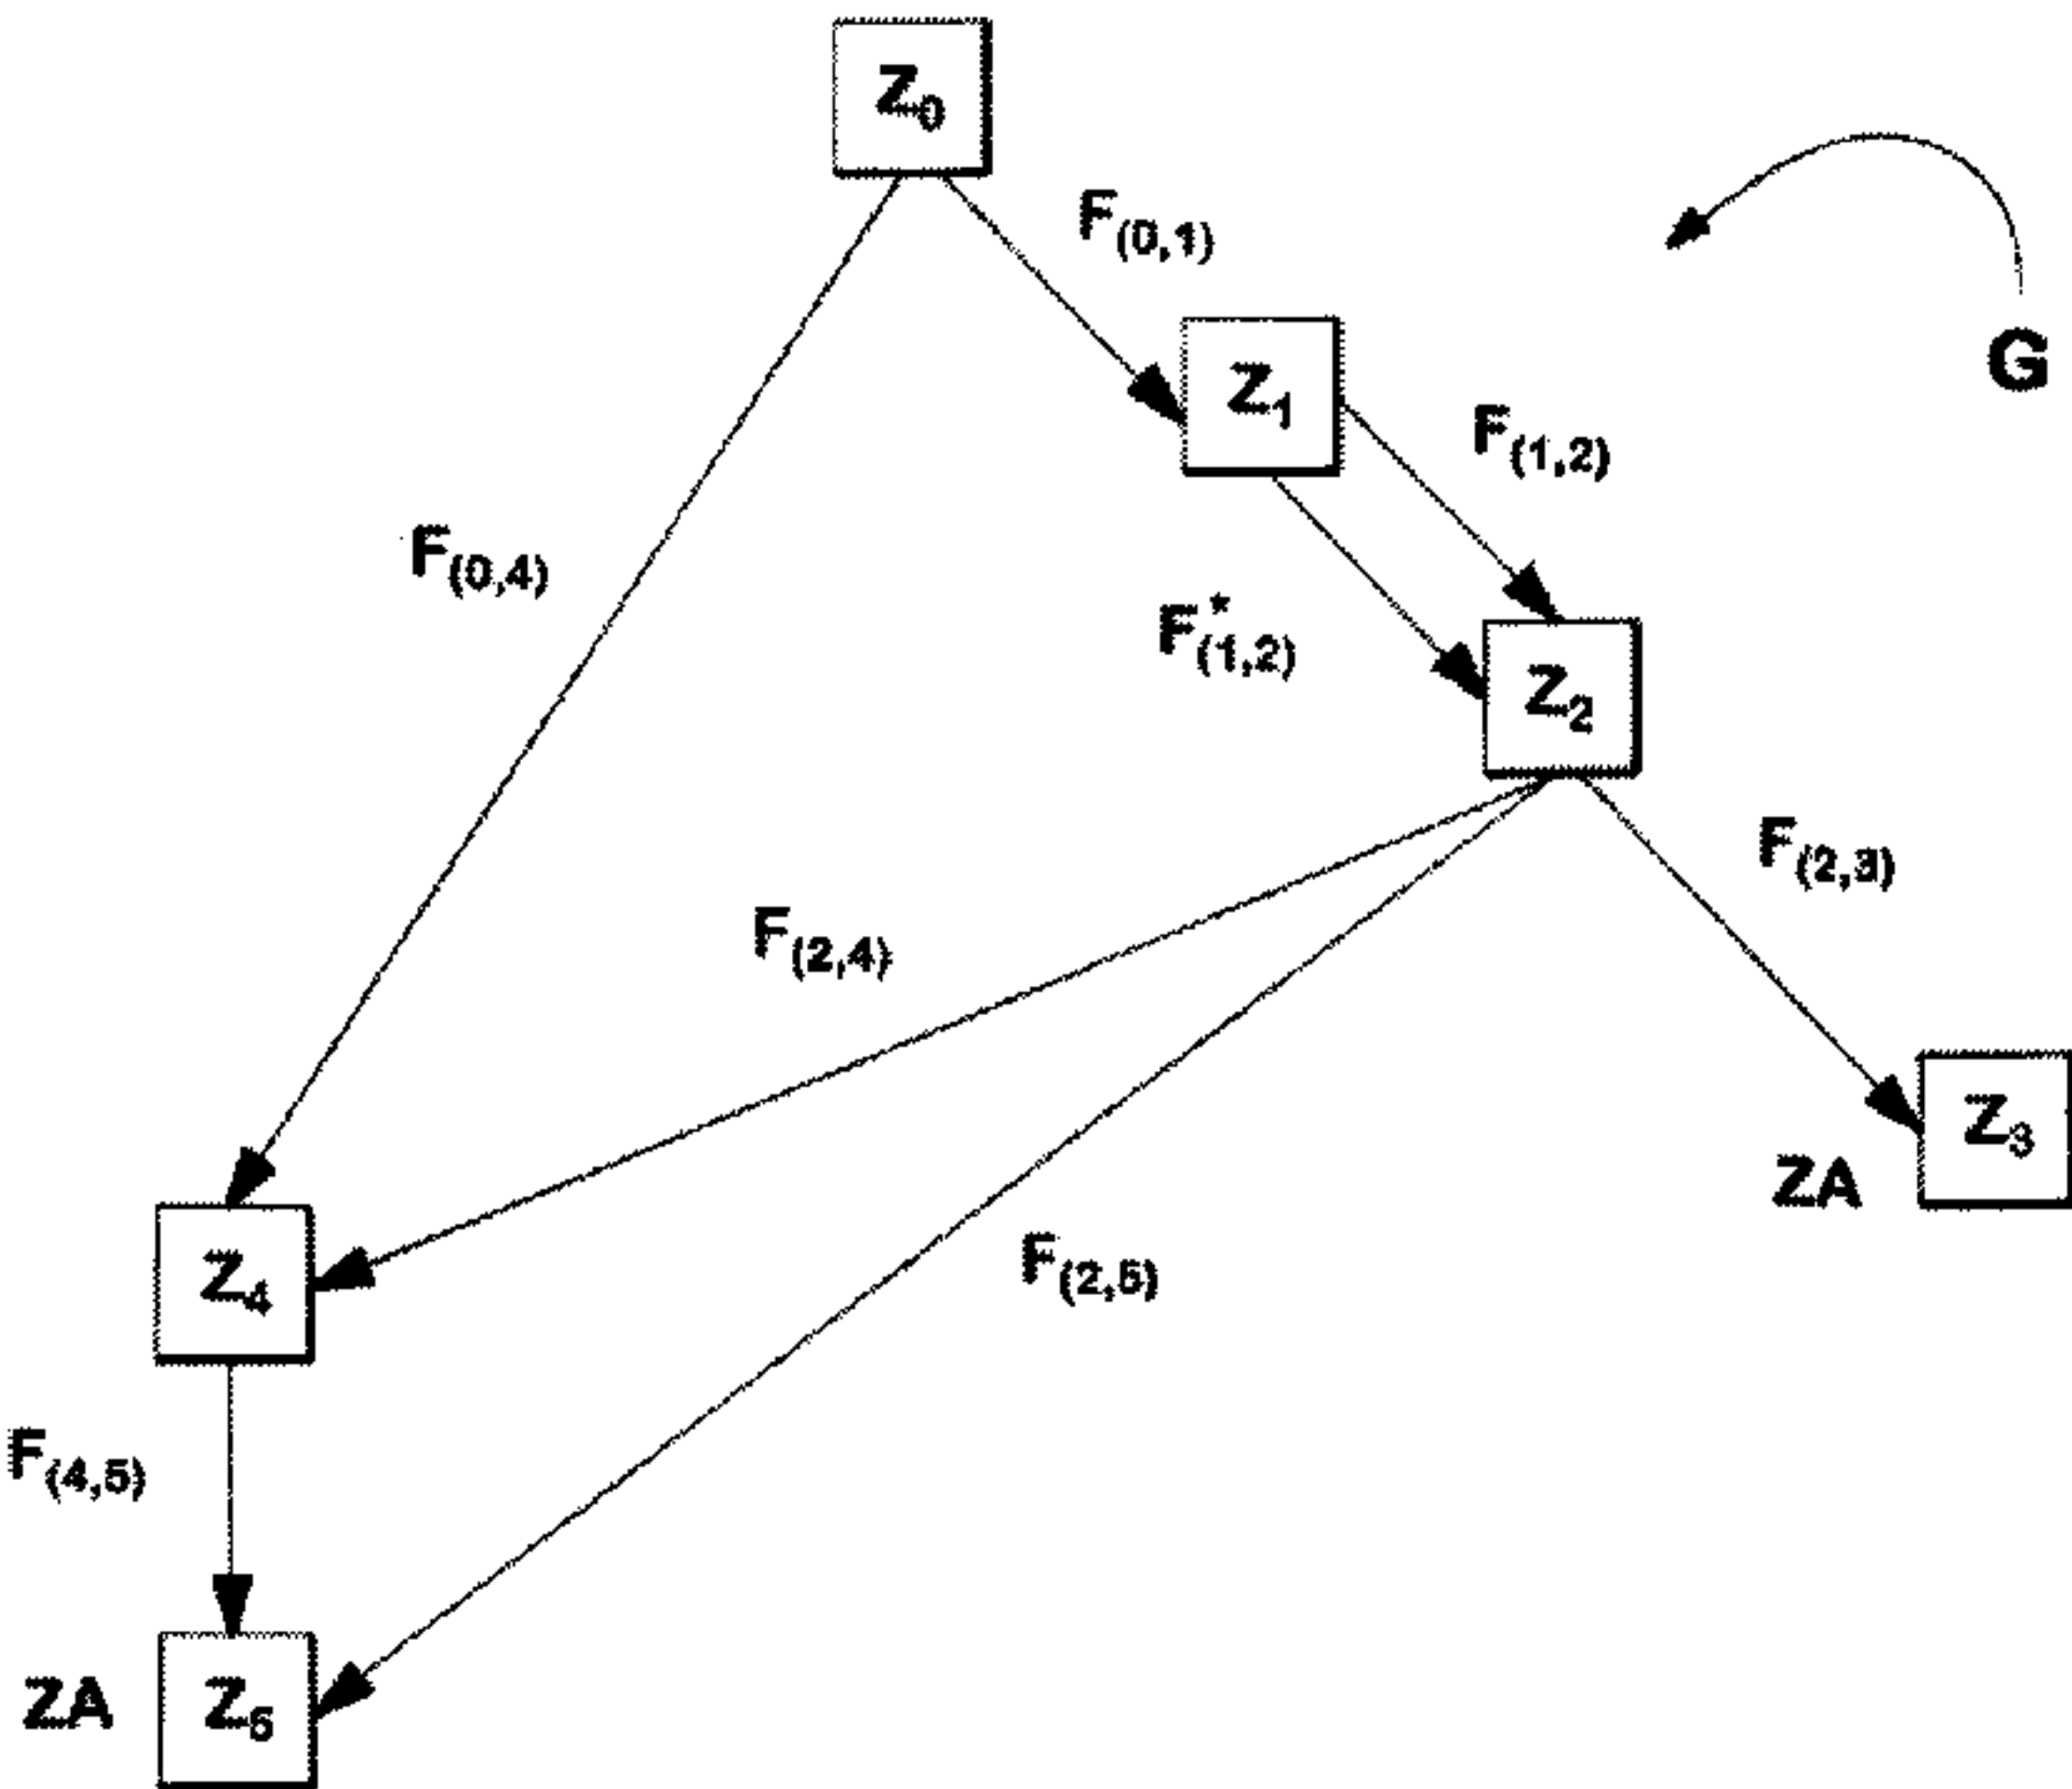 Z0
F(0,1)
G
Z1
F(1,2)
F(0,4)
F*(1,2)
Z2
F(2,3)
F(2,4)
Z3
ZA
Z4
F(2,5)
F(4,5)
ZA
Z5